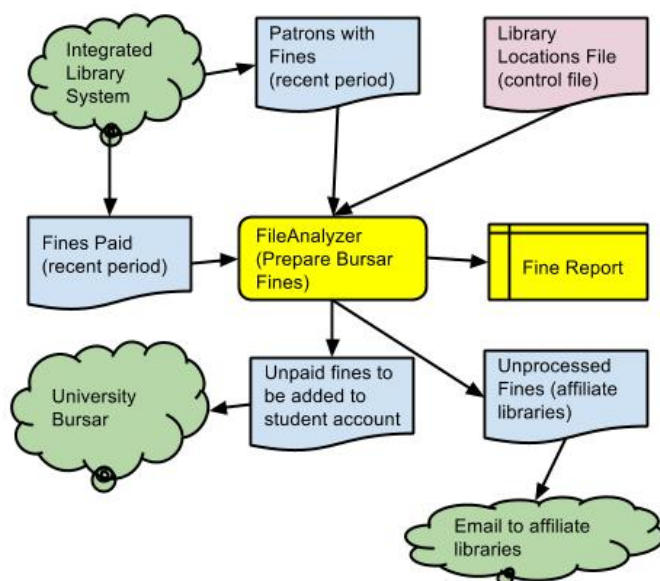 Integrated
Library
System
Patrons with
Fines
(recent period)
Library
Locations File
(control file)
Fines Paid
(recent period)
FileAnalyzer
(Prepare Bursar
Fines)
Fine Report
University
Bursar
Unpaid fines to
be added to
student account
Unprocessed
Fines (affiliate
libraries)
Email to affiliate
libraries